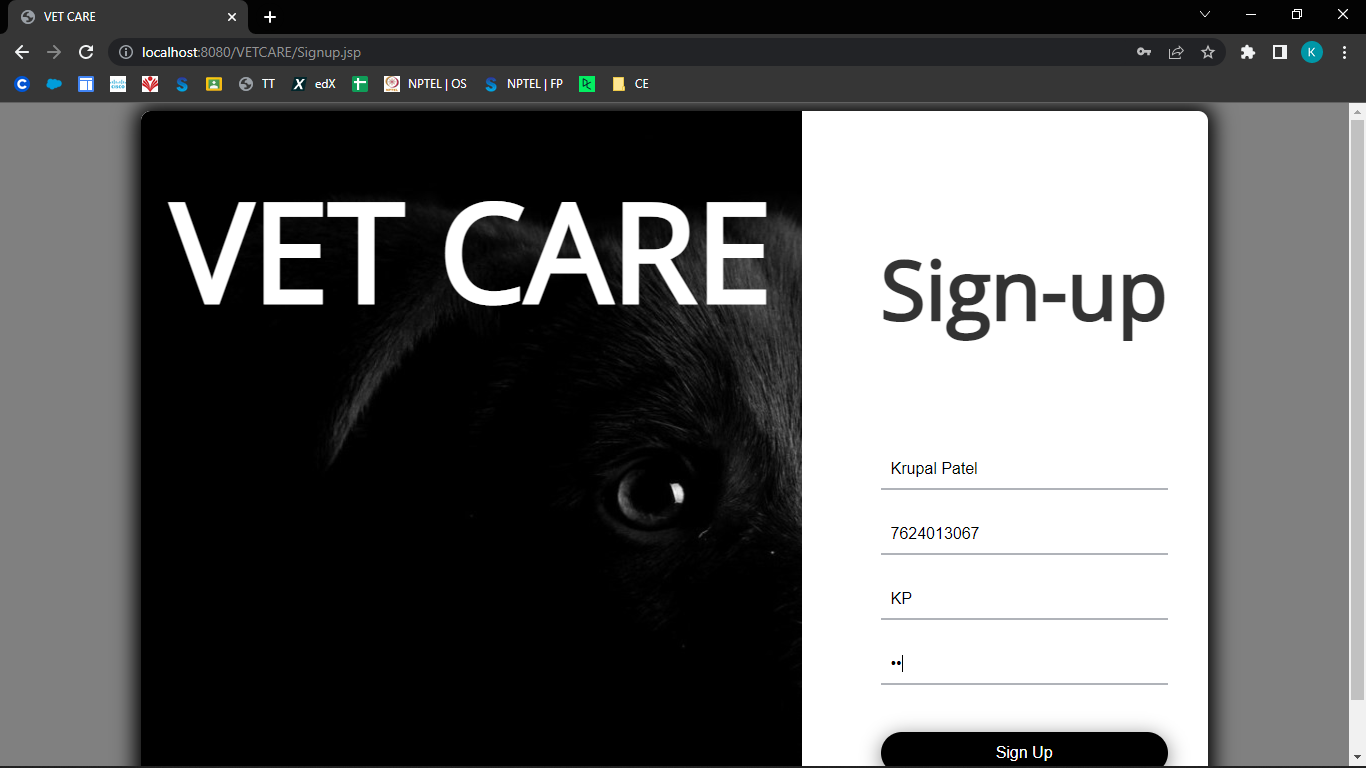 VET CARE
localhost:8080/VETCARE/Signup.jsp
K
TT
edX
NPTEL | OS
NPTEL | FP
CE
VET CARE
Sign-up
Krupal Patel
7624013067
KP
••
Sign Up